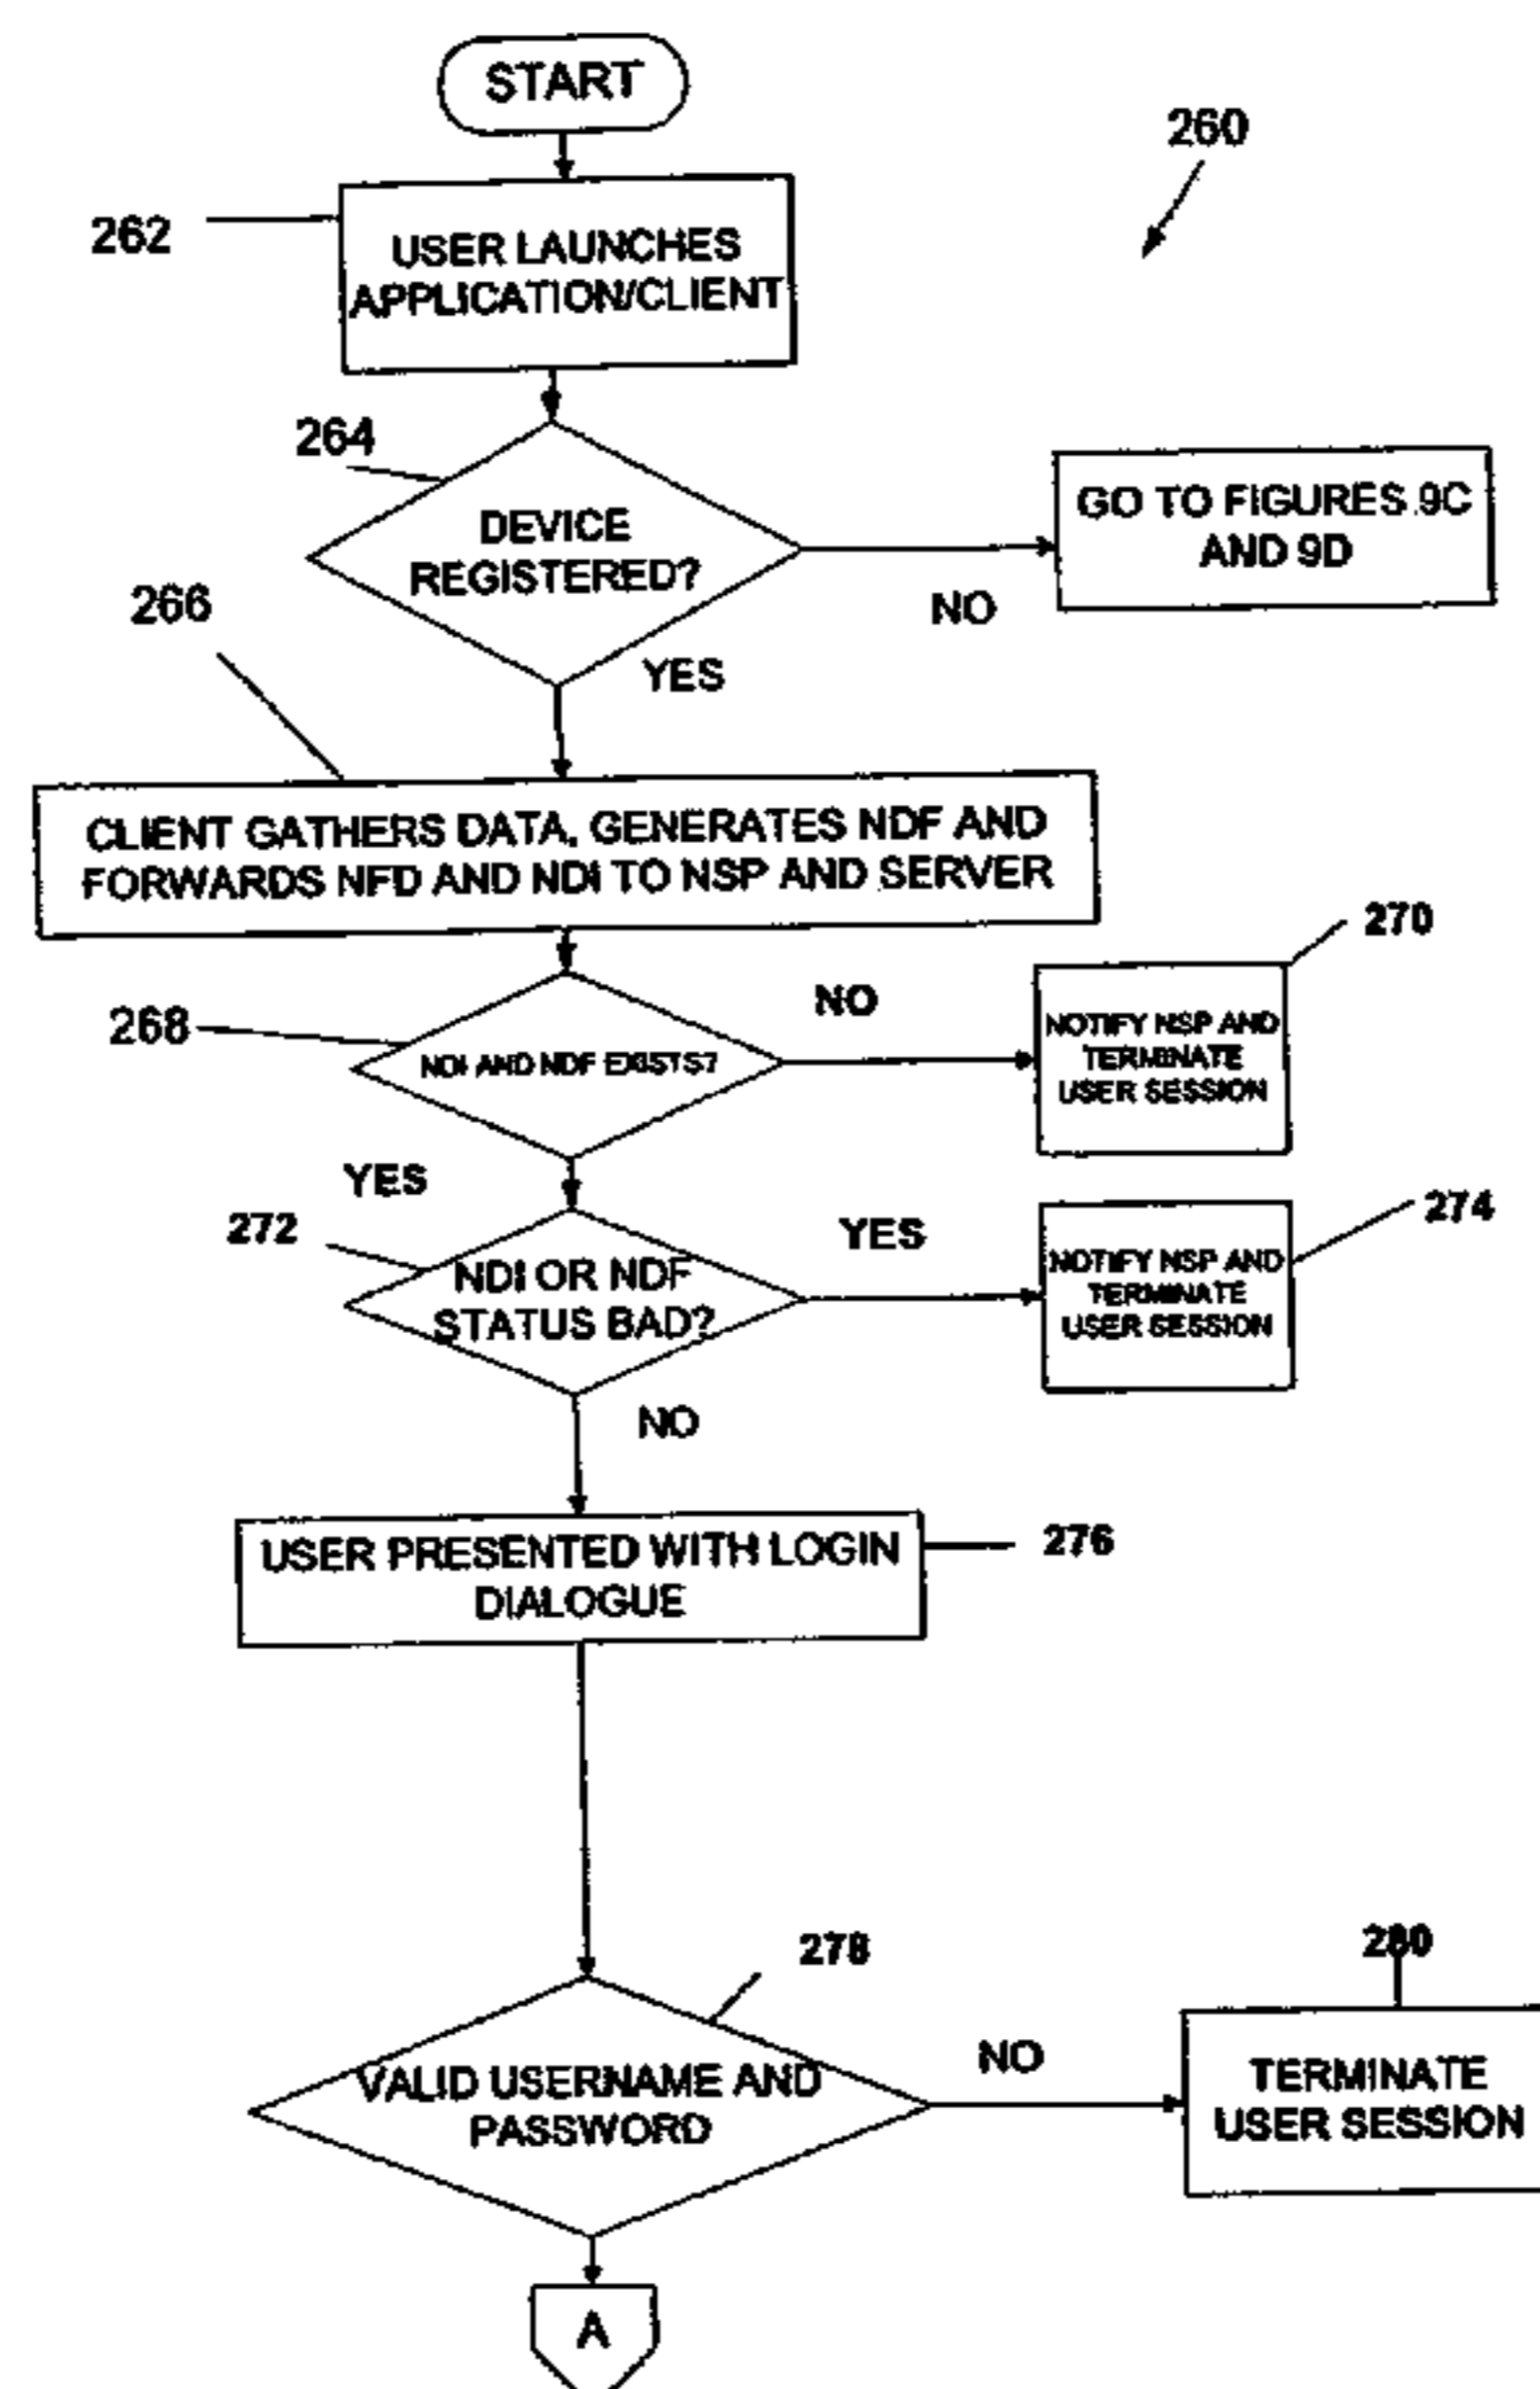 START
260
262
USER LAUNCHES
APPLICATION/CLIENT
264
DEVICE
REGISTERED?
GO TO FIGURES 9C
AND 9D
NO
266
YES
CLIENT GATHERS DATA, GENERATES NDF AND
FORWARDS NFD AND NDI TO NSP AND SERVER
270
268
NDI AND NDF EXISTS?
NO
NOTIFY NSP AND
TERMINATE
USER SESSION
YES
272
NDI OR NDF
STATUS BAD?
YES
274
NOTIFY NSP AND
TERMINATE
USER SESSION
NO
USER PRESENTED WITH LOGIN
DIALOGUE
276
278
280
VALID USERNAME AND
PASSWORD
NO
TERMINATE
USER SESSION
A